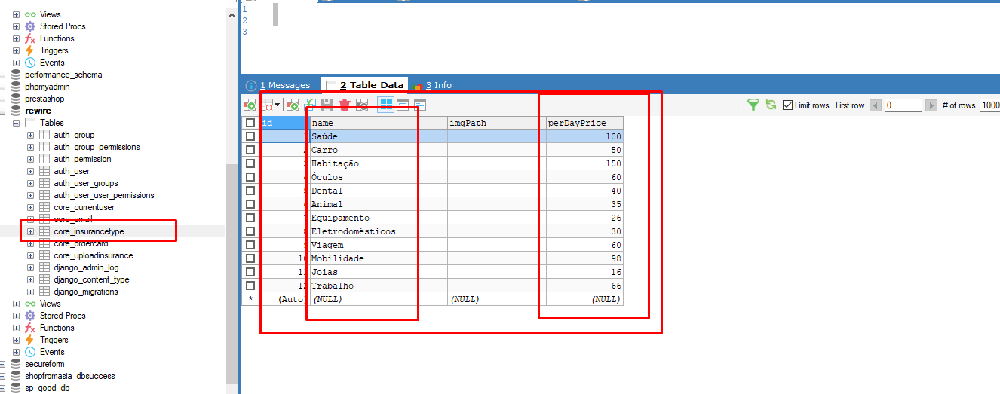 Views
Stored Procs
Functions
Triggers
Events
performance_schema
phpmyadmin
prestashop
rewire
Tables
auth_group
auth_group_permissions
auth_permission
auth_user
auth_user_groups
auth_user_user_permissions
core_currentuser
core_email
core_insurancetype
core_ordercard
core_uploadinsurance
django_admin_log
django_content_type
django_migrations
Views
Stored Procs
Functions
Triggers
Events
secureform
shopfromasia_dbsuccess
sp_good_db
1
2
3
1 Messages 2 Table Data 3 Info
Limit rows First row 0 # of rows 1000
id name imgPath perDayPrice
1 Saúde 100
2 Carro 50
3 Habitação 150
4 Óculos 60
5 Dental 40
6 Animal 35
7 Equipamento 26
8 Eletrodomésticos 30
9 Viagem 60
10 Mobilidade 98
11 Joias 16
12 Trabalho 66
* (Auto) (NULL) (NULL) (NULL)